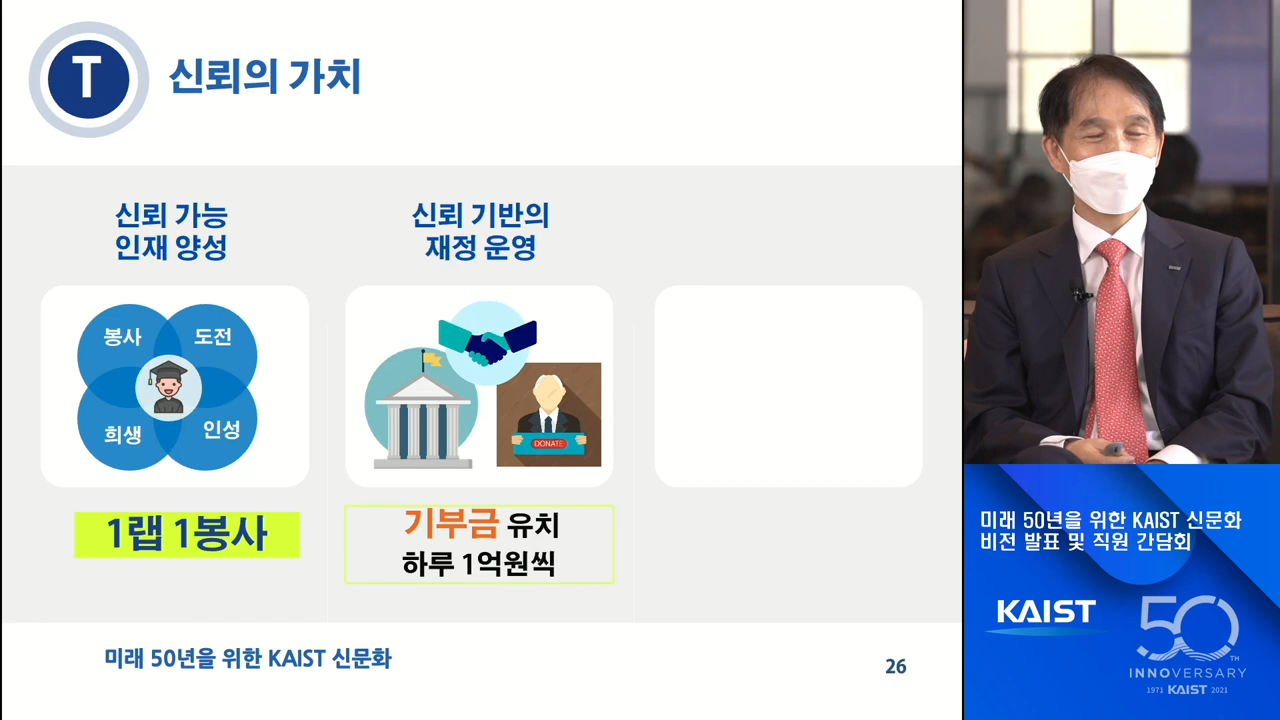 T
신뢰의 가치
신뢰 가능
인재 양성
봉사
도전
희생
인성
1랩 1봉사
신뢰 기반의
재정 운영
DONATE
기부금 유치
하루 1억원씩
미래 50년을 위한 KAIST 신문화
26
미래 50년을 위한 KAIST 신문화
비전 발표 및 직원 간담회
KAIST
50TH
INNOVERSARY
1971 KAIST 2021